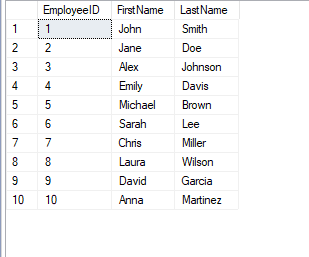 EmployeeID FirstName LastName
1 1 John Smith
2 2 Jane Doe
3 3 Alex Johnson
4 4 Emily Davis
5 5 Michael Brown
6 6 Sarah Lee
7 7 Chris Miller
8 8 Laura Wilson
9 9 David Garcia
10 10 Anna Martinez